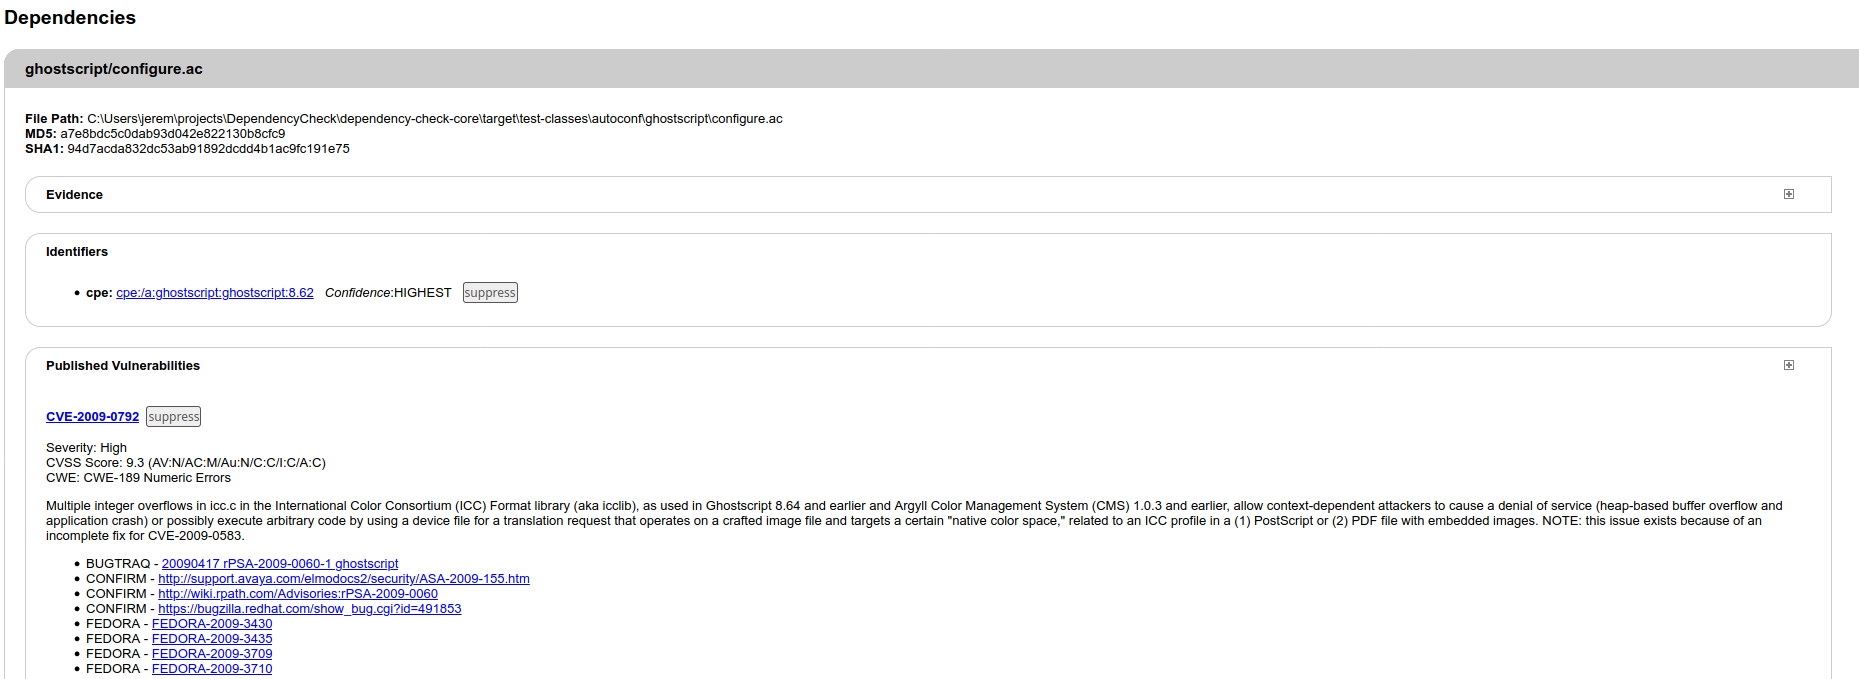 Dependencies
ghostscript/configure.ac
File Path: C:\Users\jerem\projects\DependencyCheck\dependency-check-core\target\test-classes\autoconf\ghostscript\configure.ac
MD5: a7e8bdc5c0dab93d042e822130b8cfc9
SHA1: 94d7acda832dc53ab91892dcdd4b1ac9fc191e75
Evidence
Identifiers
• cpe: cpe:/a:ghostscript:ghostscript:8.62 Confidence:HIGHEST suppress
Published Vulnerabilities
CVE-2009-0792 suppress
Severity: High
CVSS Score: 9.3 (AV:N/AC:M/Au:N/C:C/I:C/A:C)
CWE: CWE-189 Numeric Errors
Multiple integer overflows in icc.c in the International Color Consortium (ICC) Format library (aka icclib), as used in Ghostscript 8.64 and earlier and Argyll Color Management System (CMS) 1.0.3 and earlier, allow context-dependent attackers to cause a denial of service (heap-based buffer overflow and
application crash) or possibly execute arbitrary code by using a device file for a translation request that operates on a crafted image file and targets a certain "native color space," related to an ICC profile in a (1) PostScript or (2) PDF file with embedded images. NOTE: this issue exists because of an
incomplete fix for CVE-2009-0583.
• BUGTRAQ - 20090417 rPSA-2009-0060-1 ghostscript
• CONFIRM - http://support.avaya.com/elmodocs2/security/ASA-2009-155.htm
• CONFIRM - http://wiki.rpath.com/Advisories:rPSA-2009-0060
• CONFIRM - https://bugzilla.redhat.com/show_bug.cgi?id=491853
• FEDORA - FEDORA-2009-3430
• FEDORA - FEDORA-2009-3435
• FEDORA - FEDORA-2009-3709
• FEDORA - FEDORA-2009-3710